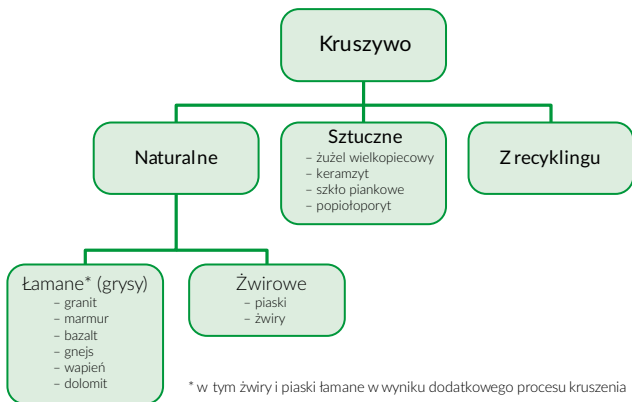 Kruszywo
Naturalne
Sztuczne
– żużel wielkopiecowy
– keramzyt
– szkło piankowe
– popiołoporyt
Z recyklingu
Łamane* (grysy)
– granit
– marmur
– bazalt
– gnejs
– wapień
– dolomit
Żwirowe
– piaski
– żwiry
* w tym żwiry i piaski łamane w wyniku dodatkowego procesu kruszenia